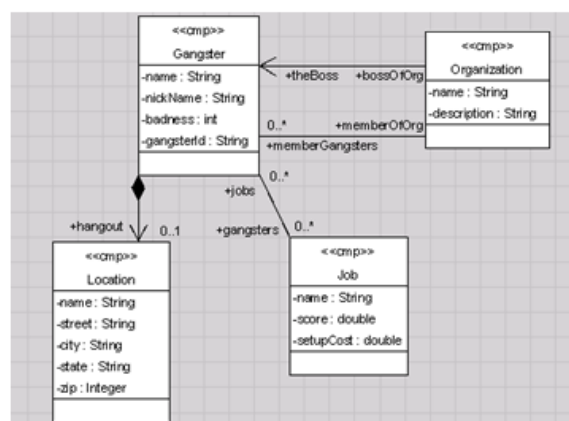 <<cmp>>
Gangster
-name : String
-nickName : String
-badness : int
-gangsterId : String
<<cmp>>
Organization
-name : String
-description : String
+theBoss +bossOfOrg
0..* +memberOfOrg
+memberGangsters
0..*
+jobs
+gangsters 0..*
+hangout 0..1
<<cmp>>
Location
-name : String
-street : String
-city : String
-state : String
-zip : Integer
<<cmp>>
Job
-name : String
-score : double
-setupCost : double